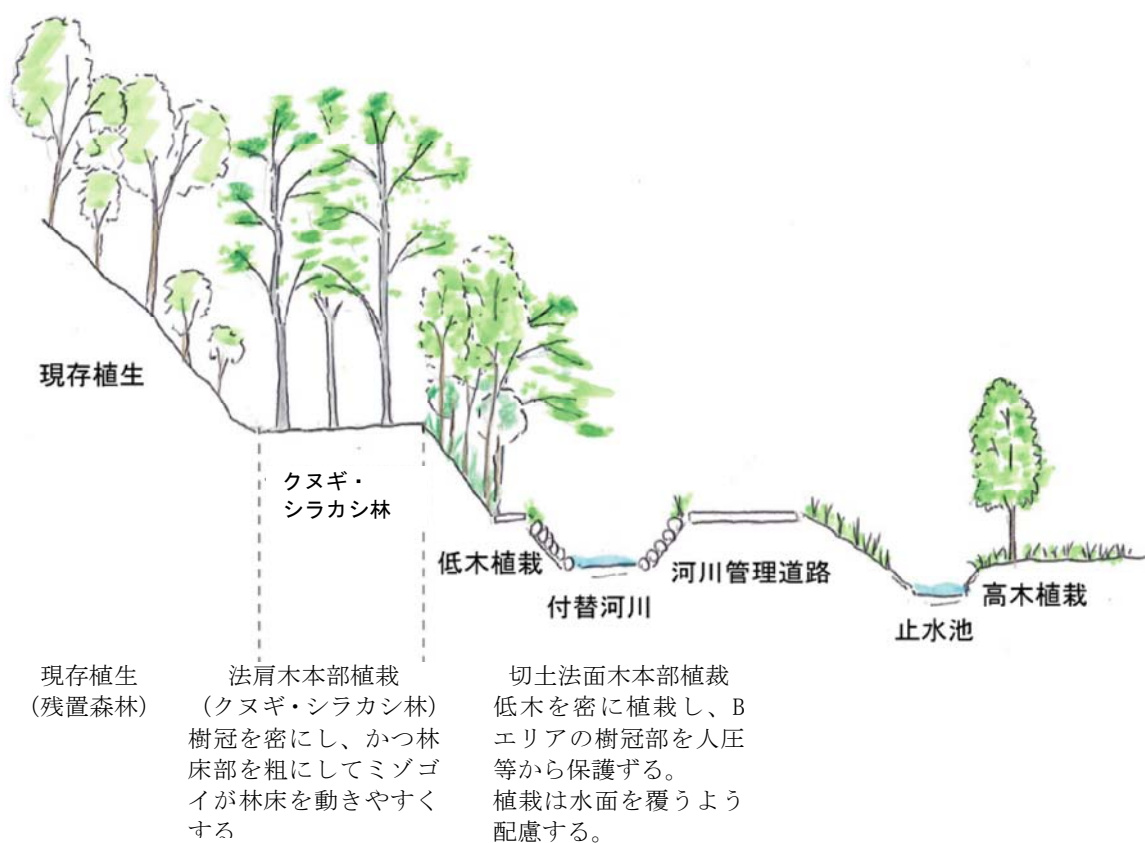 現存植生
クヌギ・
シラカシ林
低木植栽
付替河川
河川管理道路
止水池
高木植栽
現存植生
(残置森林)
法肩木本部植栽
(クヌギ・シラカシ林)
樹冠を密にし、かつ林
床部を粗にしてミゾゴ
イが林床を動きやすく
する
切土法面木本部植裁
低木を密に植栽し、B
エリアの樹冠部を人圧
等から保護ずる。
植栽は水面を覆うよう
配慮する。